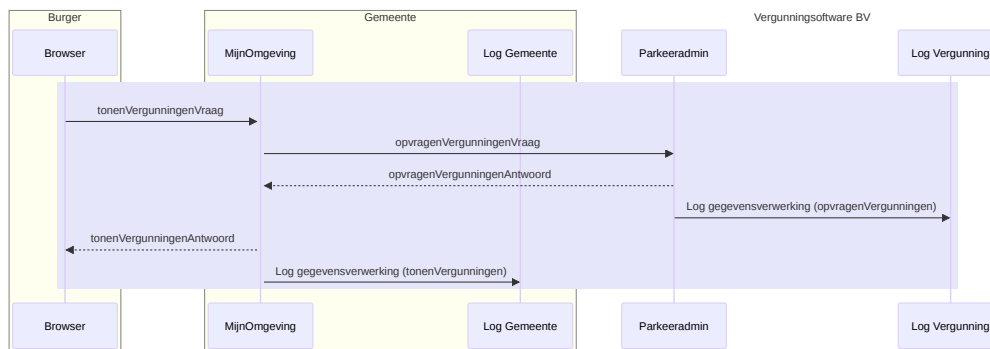 Burger
Gemeente
Vergunningsoftware BV
Browser
MijnOmgeving
Log Gemeente
Parkeeradmin
Log Vergunning
tonenVergunningenVraag
opvragenVergunningenVraag
opvragenVergunningenAntwoord
Log gegevensverwerking (opvragenVergunningen)
tonenVergunningenAntwoord
Log gegevensverwerking (tonenVergunningen)
Browser
MijnOmgeving
Log Gemeente
Parkeeradmin
Log Vergunning